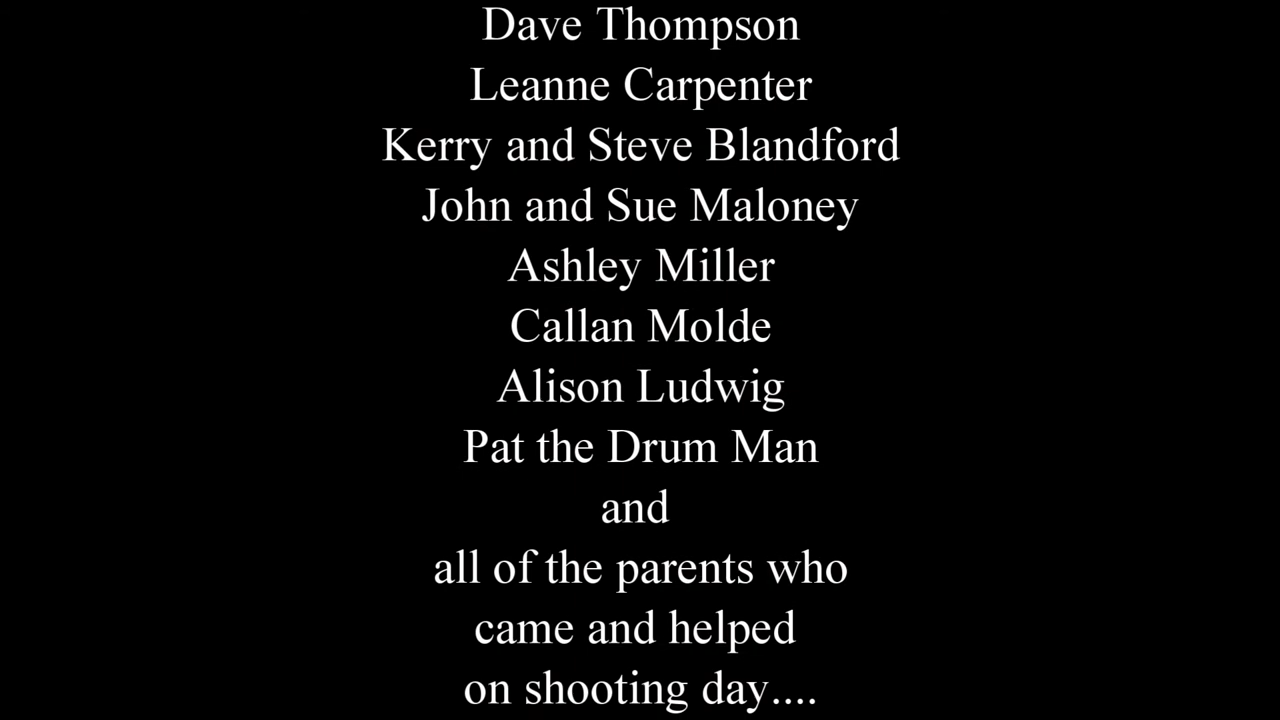 Dave Thompson
Leanne Carpenter
Kerry and Steve Blandford
John and Sue Maloney
Ashley Miller
Callan Molde
Alison Ludwig
Pat the Drum Man
and
all of the parents who
came and helped
on shooting day....